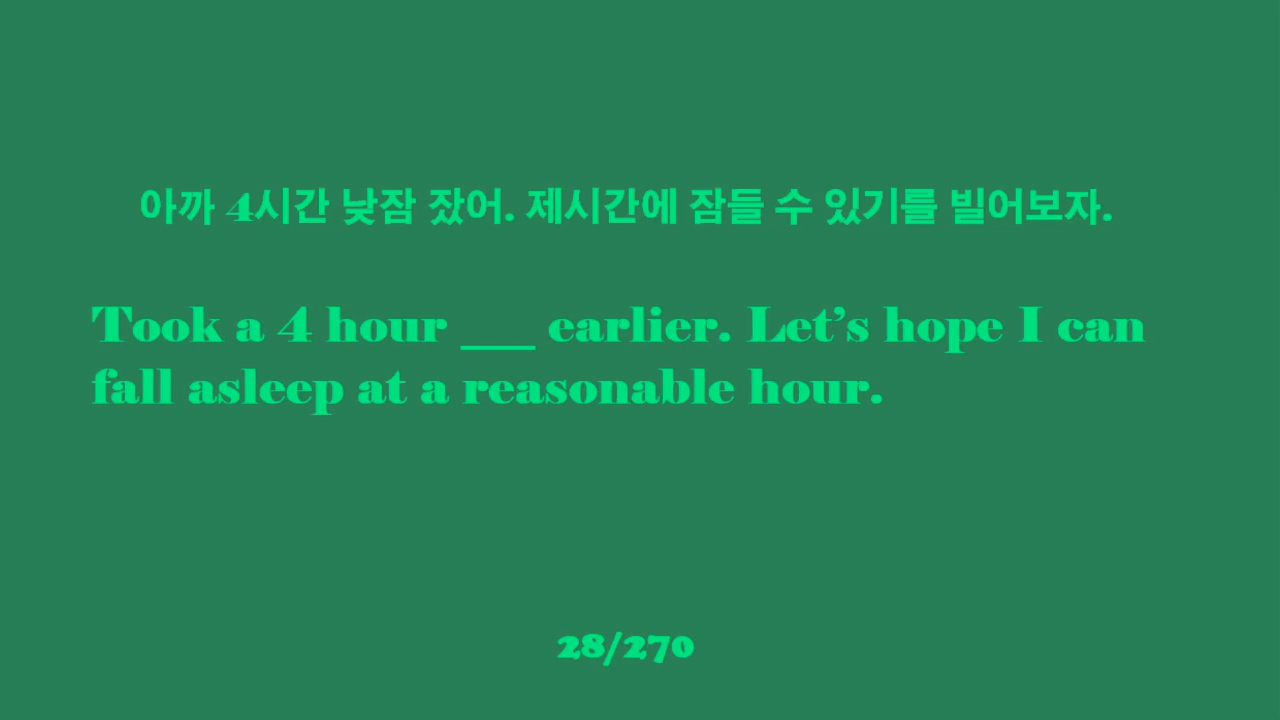 아까 4시간 낮잠 잤어. 제시간에 잠들 수 있기를 빌어보자.
Took a 4 hour ___ earlier. Let’s hope I can
fall asleep at a reasonable hour.
28/270